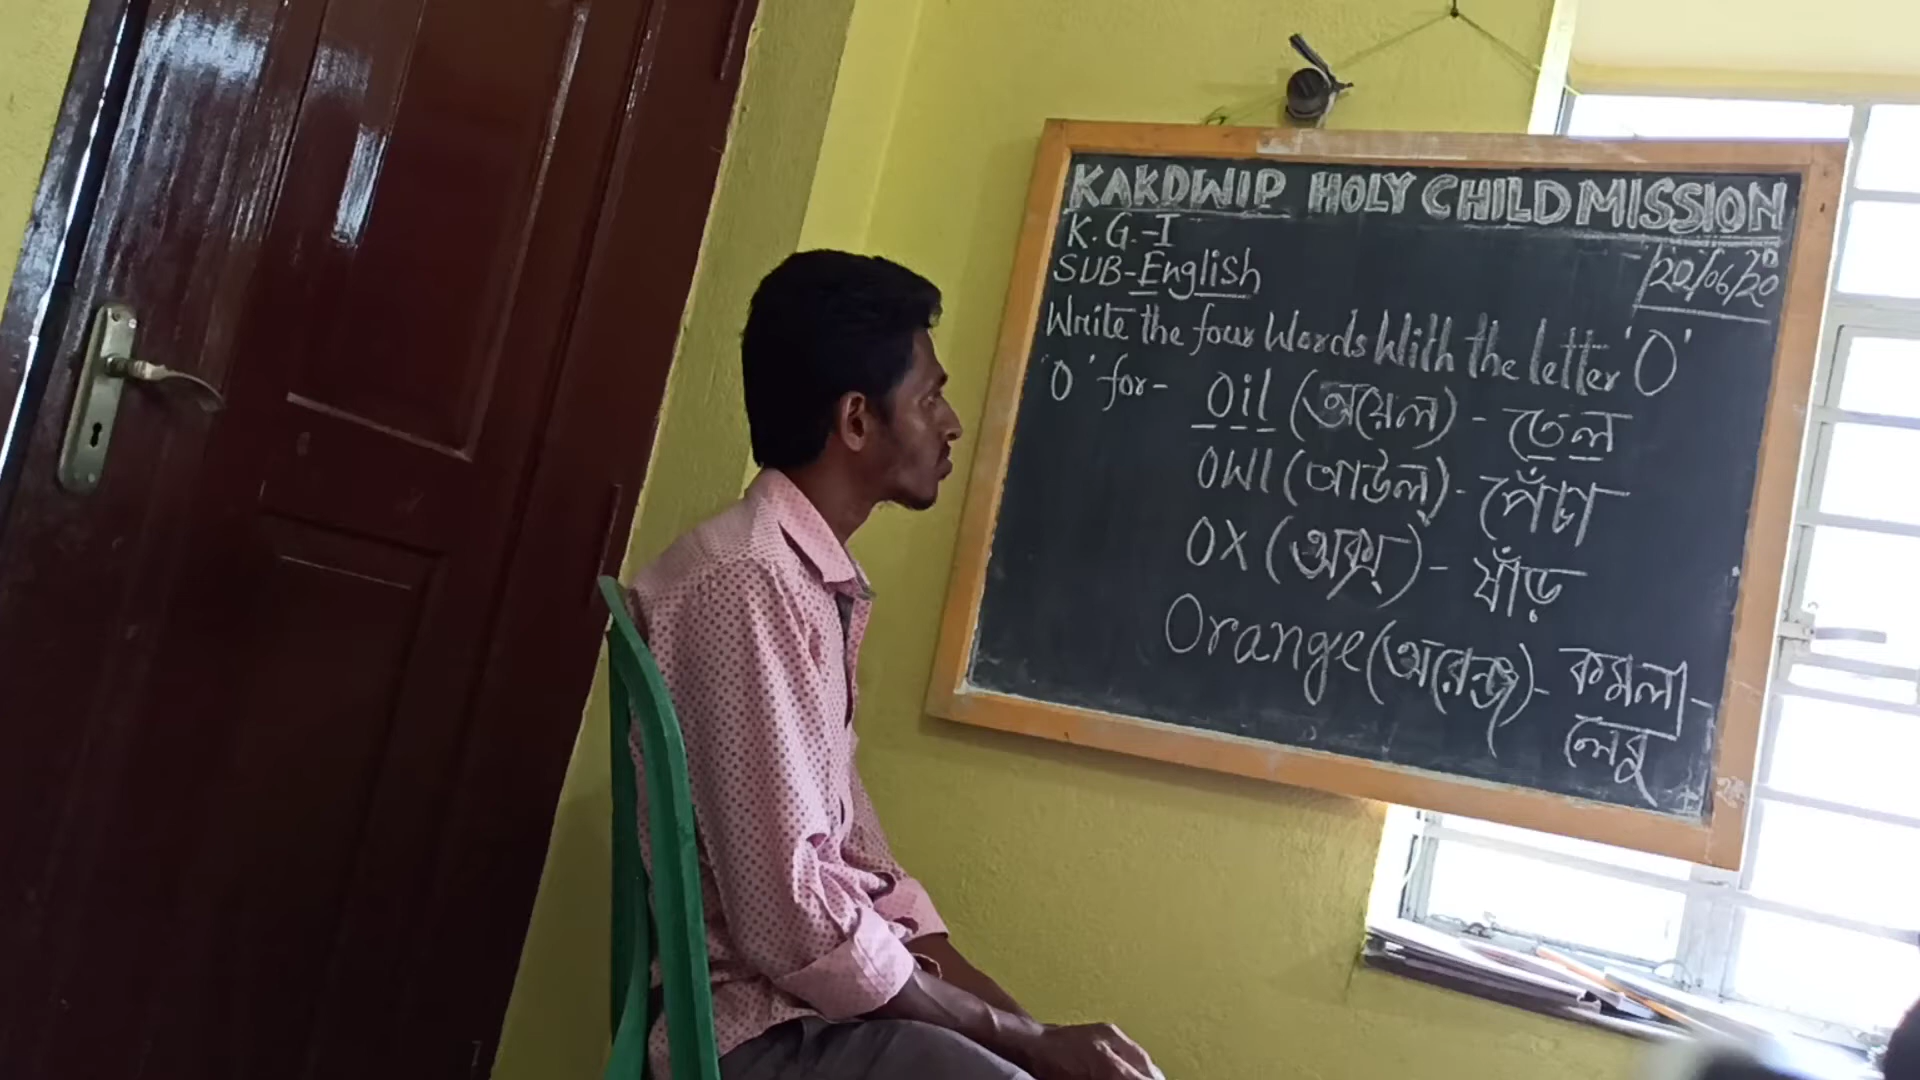 KAKDWIP HOLY CHILD MISSION
K.G.-I
SUB-English
20/06/20
Write the four Words With the letter 'O'
'O' for- Oil (অয়েল) - তেল
OWl (আউল্) - পেঁচা
OX (অক্স্) - ষাঁড়
Orange (অরেন্জ) - কমলা-
লেবু